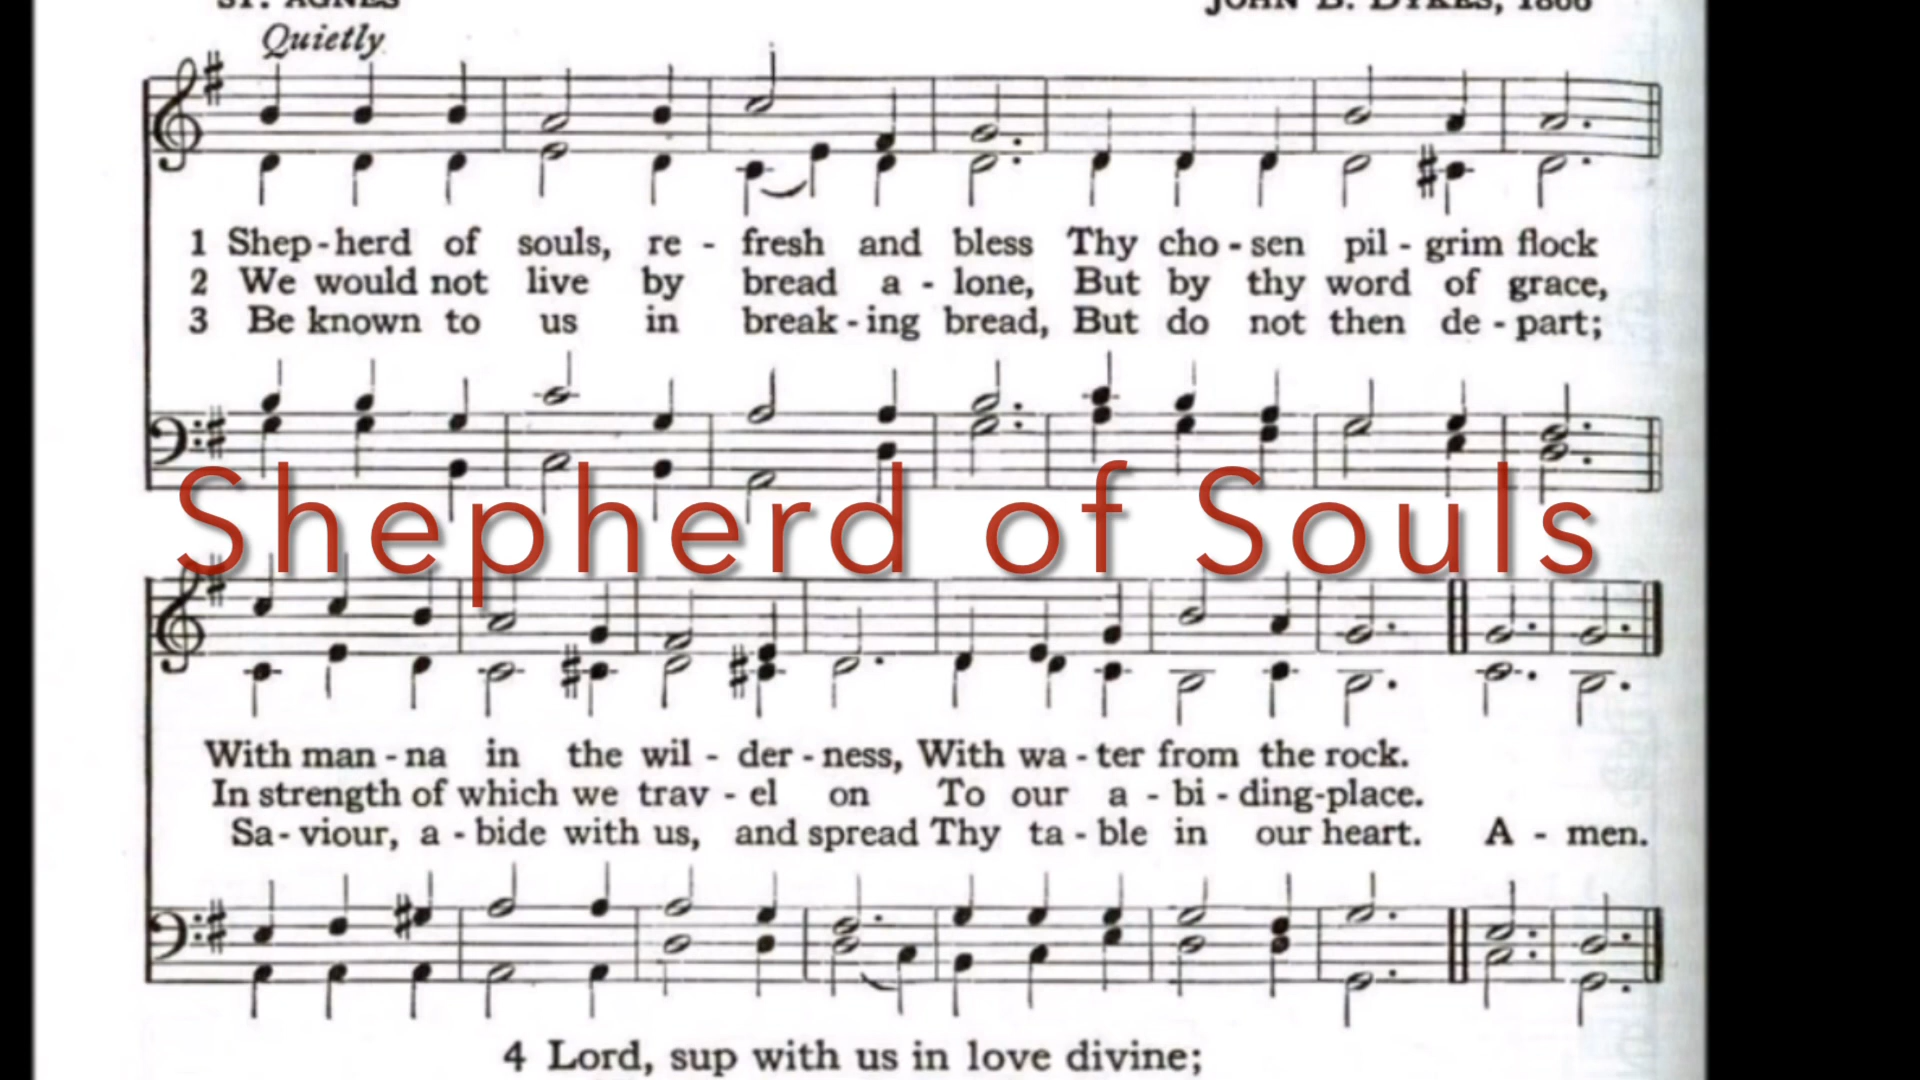 ST. AGNES JOHN B. DYKES, 1866
Quietly
1 Shep-herd of souls, re - fresh and bless Thy cho-sen pil-grim flock
2 We would not live by bread a - lone, But by thy word of grace,
3 Be known to us in break-ing bread, But do not then de-part;
Shepherd of Souls
With man-na in the wil - der-ness, With wa-ter from the rock.
In strength of which we trav - el on To our a - bi - ding-place.
Sa-viour, a-bide with us, and spread Thy ta-ble in our heart. A - men.
4 Lord, sup with us in love divine;